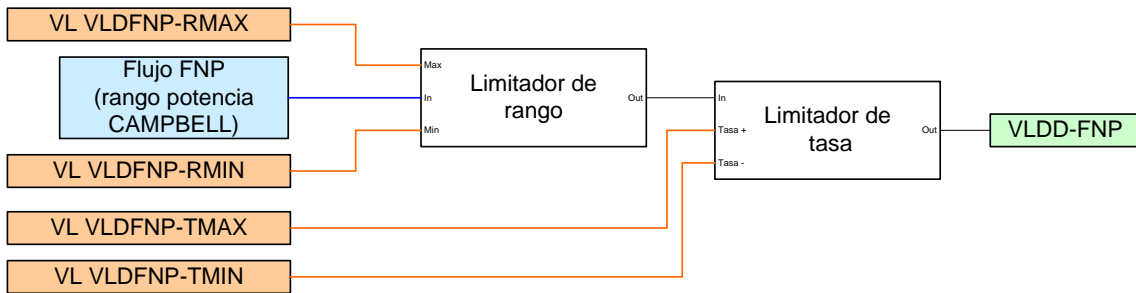 VL VLDFNP-RMAX
Flujo FNP
(rango potencia
CAMPBELL)
VL VLDFNP-RMIN
VL VLDFNP-TMAX
VL VLDFNP-TMIN
Max
In
Min
Limitador de
rango
Out
In
Tasa +
Tasa -
Limitador de
tasa
Out
VLDD-FNP